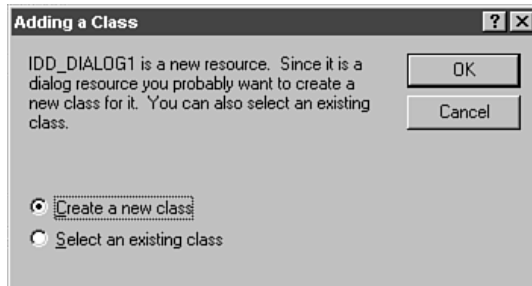 Adding a Class
? ×
IDD_DIALOG1 is a new resource. Since it is a
dialog resource you probably want to create a
new class for it. You can also select an existing
class.
OK
Cancel
Create a new class
Select an existing class